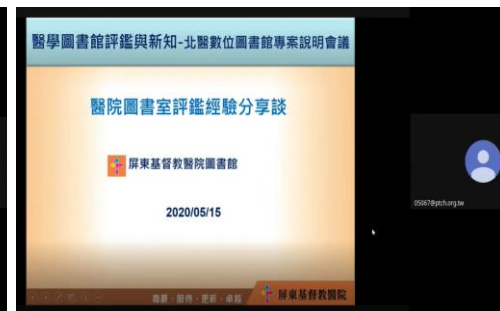 醫學圖書館評鑑與新知-北醫數位圖書館專案說明會議
醫院圖書室評鑑經驗分享談
屏東基督教醫院圖書館
2020/05/15
屏東基督教醫院
05067@ptch.org.tw